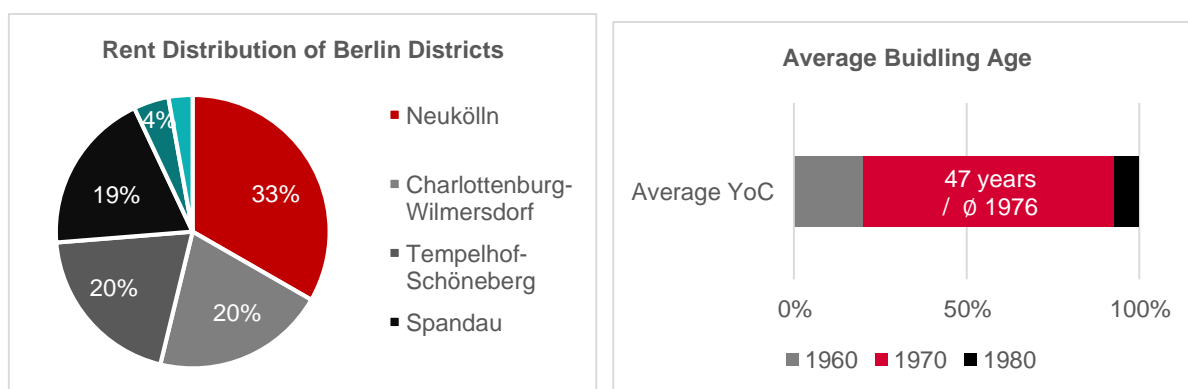 Rent Distribution of Berlin Districts
4%
33%
19%
20%
20%
Neukölln
Charlottenburg-
Wilmersdorf
Tempelhof-
Schöneberg
Spandau
Average Buidling Age
Average YoC
47 years
/ ϕ 1976
0%
50%
100%
1960
1970
1980